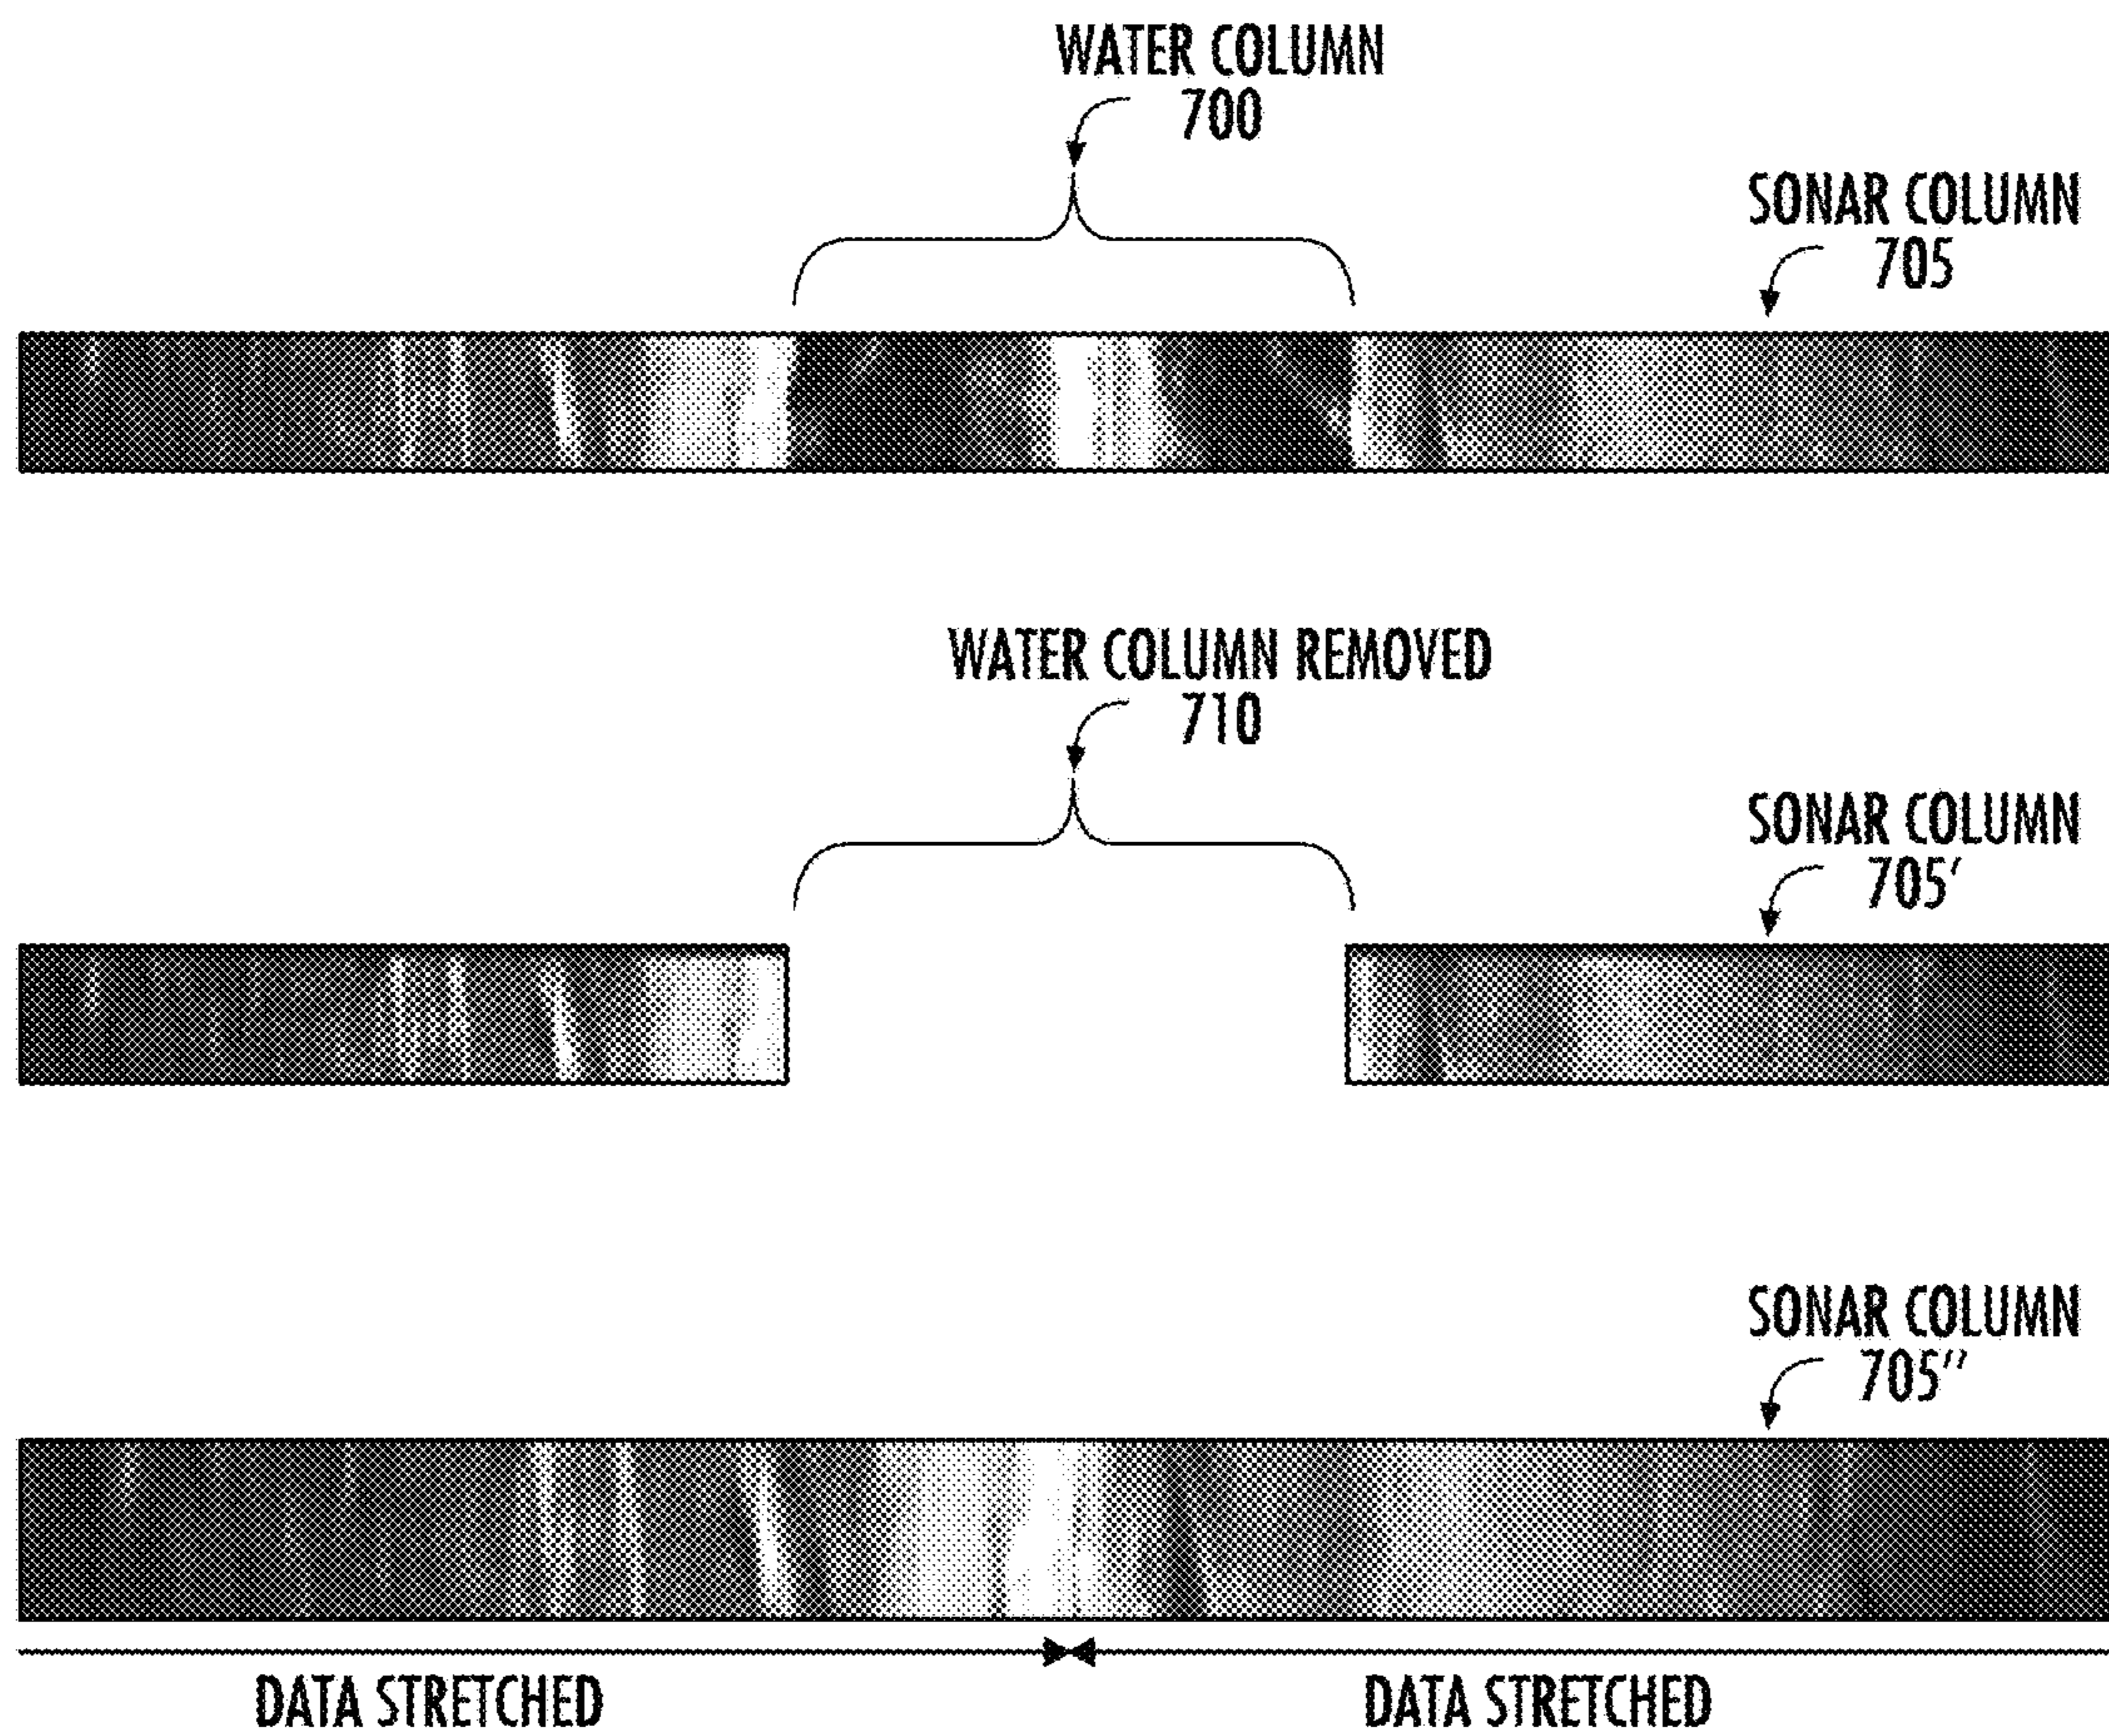 WATER COLUMN
700
SONAR COLUMN
705
WATER COLUMN REMOVED
710
SONAR COLUMN
705'
SONAR COLUMN
705''
DATA STRETCHED
DATA STRETCHED